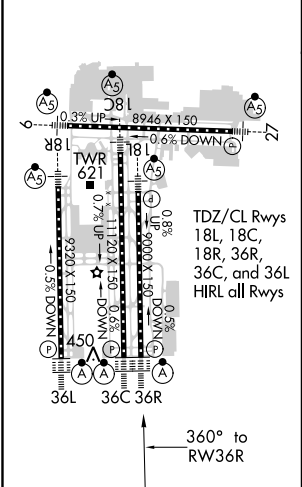 A5
A5
A5
18C
0.3% UP
8946 X 150
0.6% DOWN
P
9
27
18R
18L
A5
TWR
621
A5
P
0.7% UP
0.8%
UP
TDZ/CL Rwys
18L, 18C,
18R, 36R,
36C, and 36L
HIRL all Rwys
9320 X 150
11120 X 150
9000 X 150
0.5%
DOWN
0.6%
DOWN
0.5%
DOWN
P
450
P
P
A
A
A
36L
36C
36R
360° to
RW36R